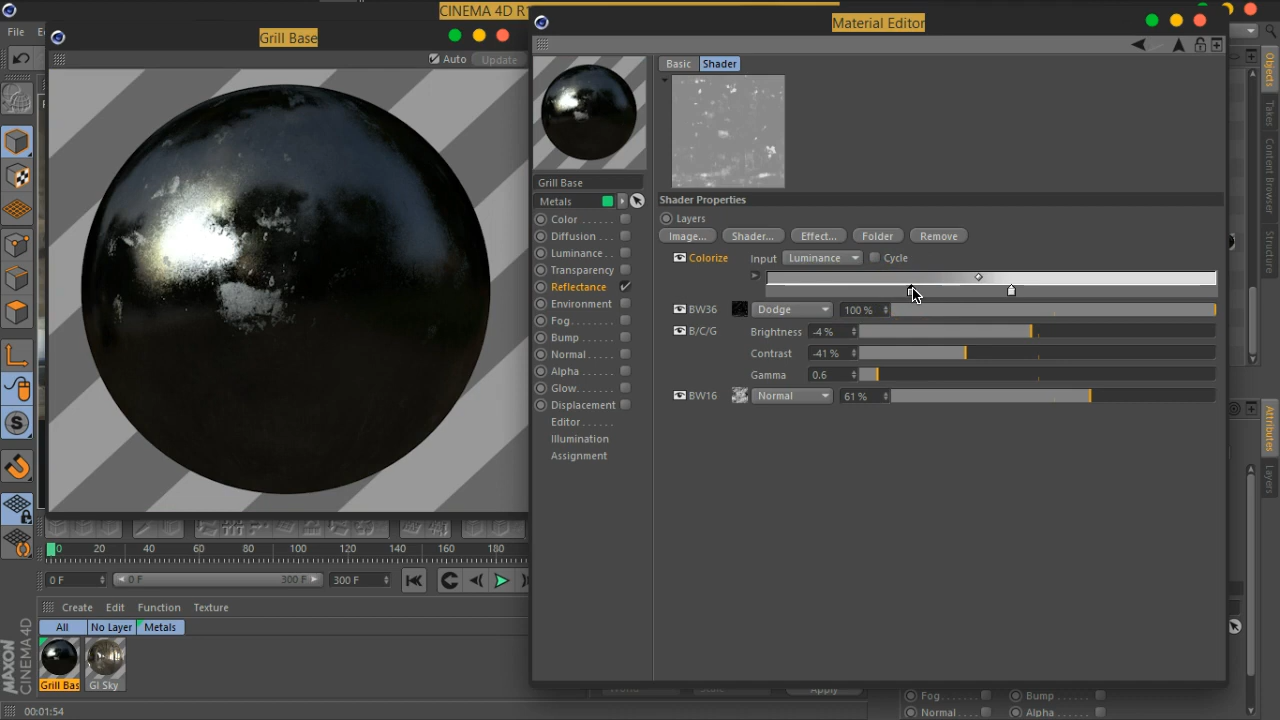 CINEMA 4D R1
File
Grill Base
Auto
Update
Material Editor
Basic
Shader
Grill Base
Metals
Color
Diffusion
Luminance
Transparency
Reflectance
Environment
Fog
Bump
Normal
Alpha
Glow
Displacement
Editor
Illumination
Assignment
Shader Properties
Layers
Image...
Shader...
Effect...
Folder
Remove
Colorize
Input
Luminance
Cycle
BW36
Dodge
100 %
B/C/G
Brightness
-4 %
Contrast
-41 %
Gamma
0.6
BW16
Normal
61 %
Objects
Takes
Content Browser
Structure
Attributes
Layers
0
20
40
60
80
100
120
140
160
180
0 F
0 F
300 F
300 F
Create
Edit
Function
Texture
All
No Layer
Metals
Grill Bas
GI Sky
MAXON
CINEMA4D
00:01:54
Apply
Fog
Bump
Normal
Alpha